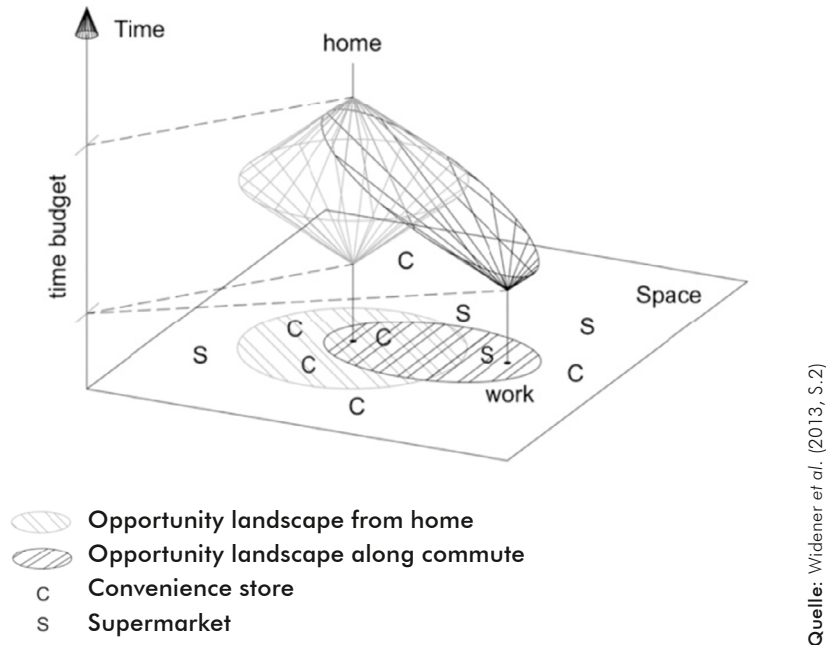 Time
home
time budget
C
Space
S
C
C
S
S
C
S
C
work
C
Opportunity landscape from home
Opportunity landscape along commute
C Convenience store
S Supermarket
Quelle: Widener et al. (2013, S.2)